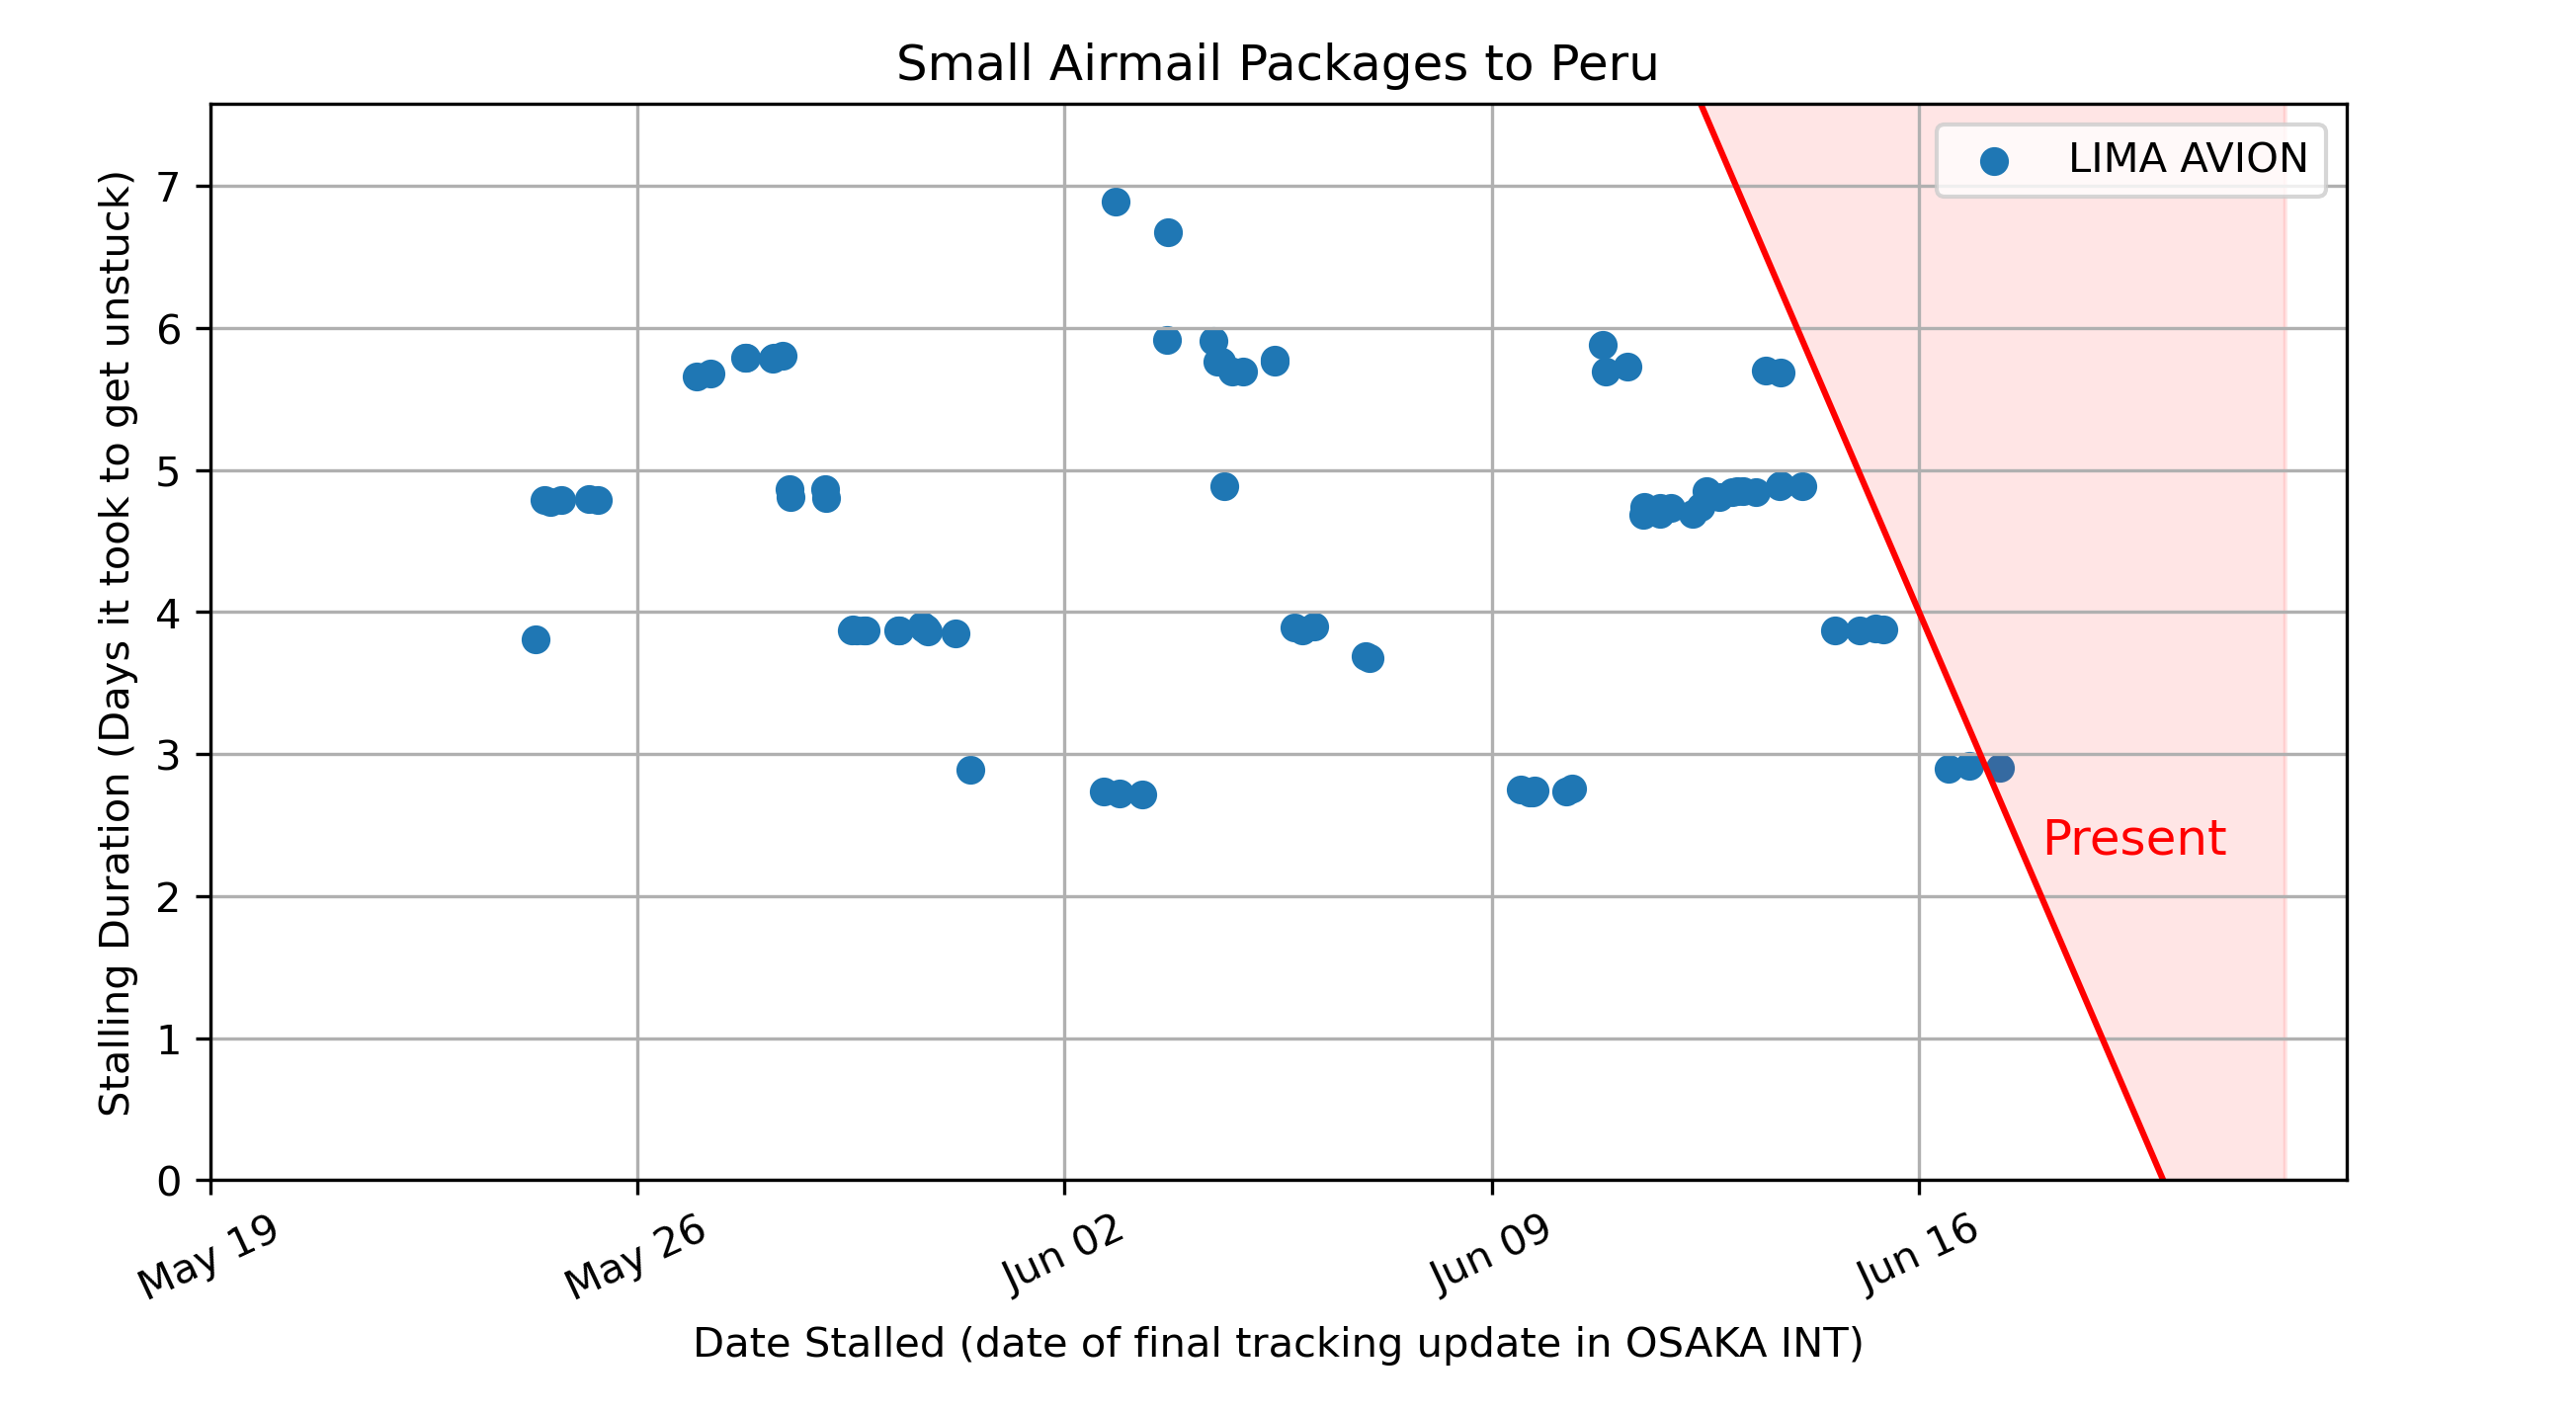 Small Airmail Packages to Peru
LIMA AVION
Stalling Duration (Days it took to get unstuck)
7
6
5
4
3
2
1
0
Present
May 19
May 26
Jun 02
Jun 09
Jun 16
Date Stalled (date of final tracking update in OSAKA INT)